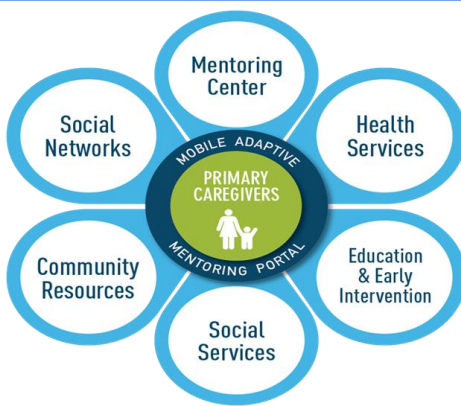 Mentoring
Center
Social
Networks
Health
Services
MOBILE ADAPTIVE
PRIMARY
CAREGIVERS
MENTORING PORTAL
Community
Resources
Education
& Early
Intervention
Social
Services